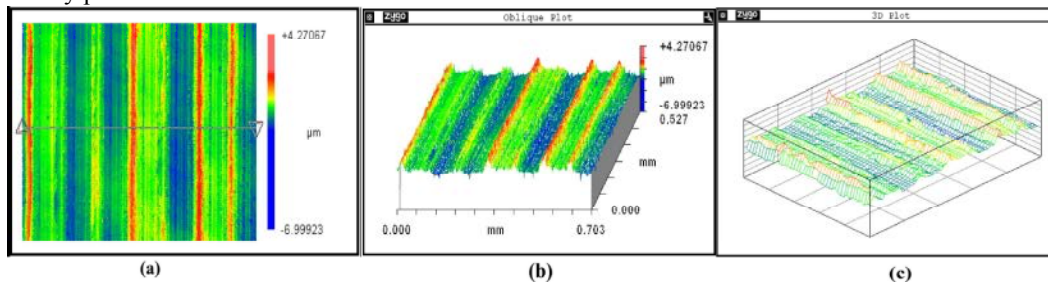 +4.27067
µm
-6.99923
(a)
zygo
Oblique Plot
+4.27067
µm
-6.99923
0.527
mm
0.000
0.000
mm
0.703
(b)
zygo
3D Plot
(c)